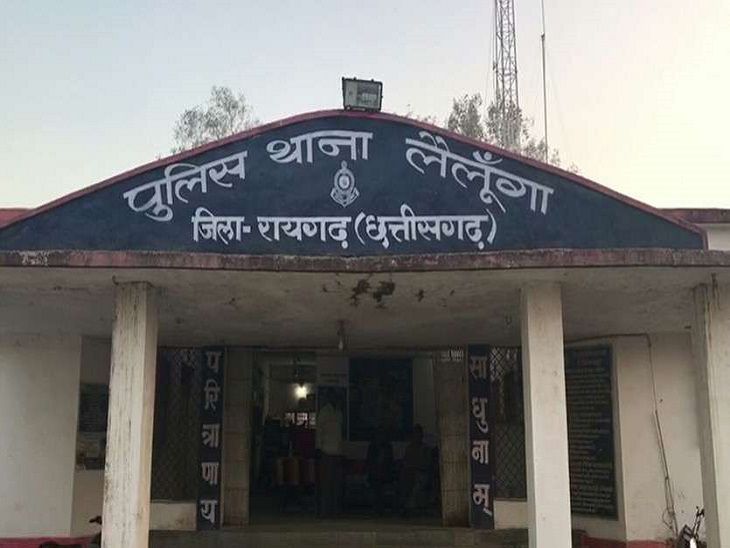 पुलिस थाना लैलूँगा
जिला-रायगढ़ (छत्तीसगढ़)
परित्राणाय
साधुनाम्